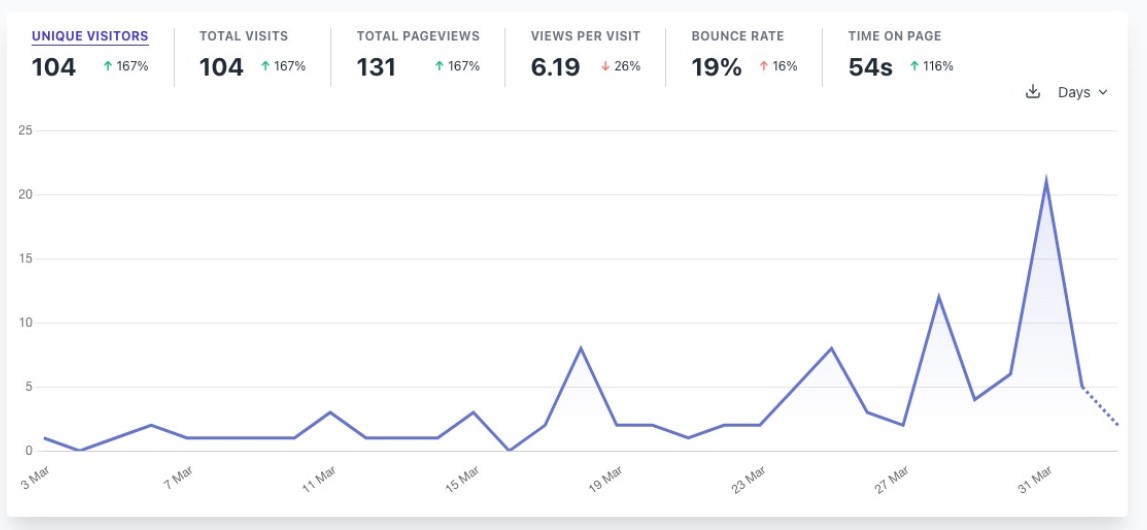 UNIQUE VISITORS TOTAL VISITS TOTAL PAGEVIEWS VIEWS PER VISIT BOUNCE RATE TIME ON PAGE
104 ↑ 167% 104 ↑ 167% 131 ↑ 167% 6.19 ↓ 26% 19% ↑ 16% 54s ↑ 116%
Days
25
20
15
10
5
0
3 Mar 7 Mar 11 Mar 15 Mar 19 Mar 23 Mar 27 Mar 31 Mar